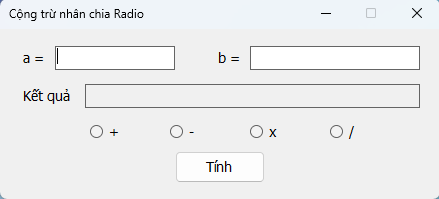 Cộng trừ nhân chia Radio
a = b =
Kết quả
+ - x /
Tính